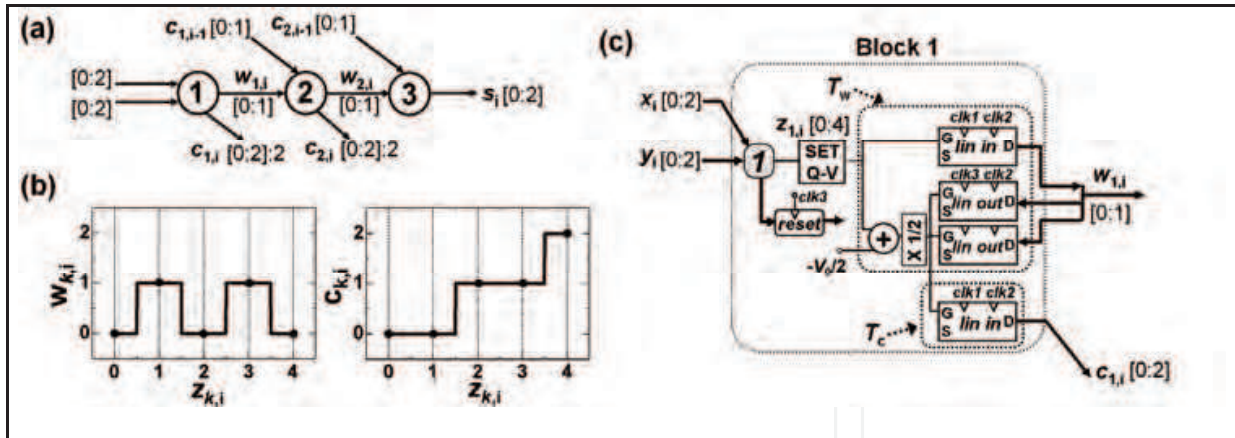 (a)
c1,i-1 [0:1]
c2,i-1 [0:1]
[0:2]
[0:2]
1
w1,i
[0:1]
2
w2,i
[0:1]
3
si [0:2]
c1,i [0:2]:2
c2,i [0:2]:2
(b)
wk,i
2
1
0
0 1 2 3 4
zk,i
ck,i
2
1
0
0 1 2 3 4
zk,i
(c)
Block 1
xi [0:2]
yi [0:2]
1
z1,i [0:4]
SET
Q-V
clk3
reset
Tw
clk1 clk2
G
S
lin in D
clk3 clk2
G
S
lin out D
G
S
lin out D
+
X 1/2
-V0/2
w1,i
[0:1]
Tc
clk1 clk2
G
S
lin in D
c1,i [0:2]